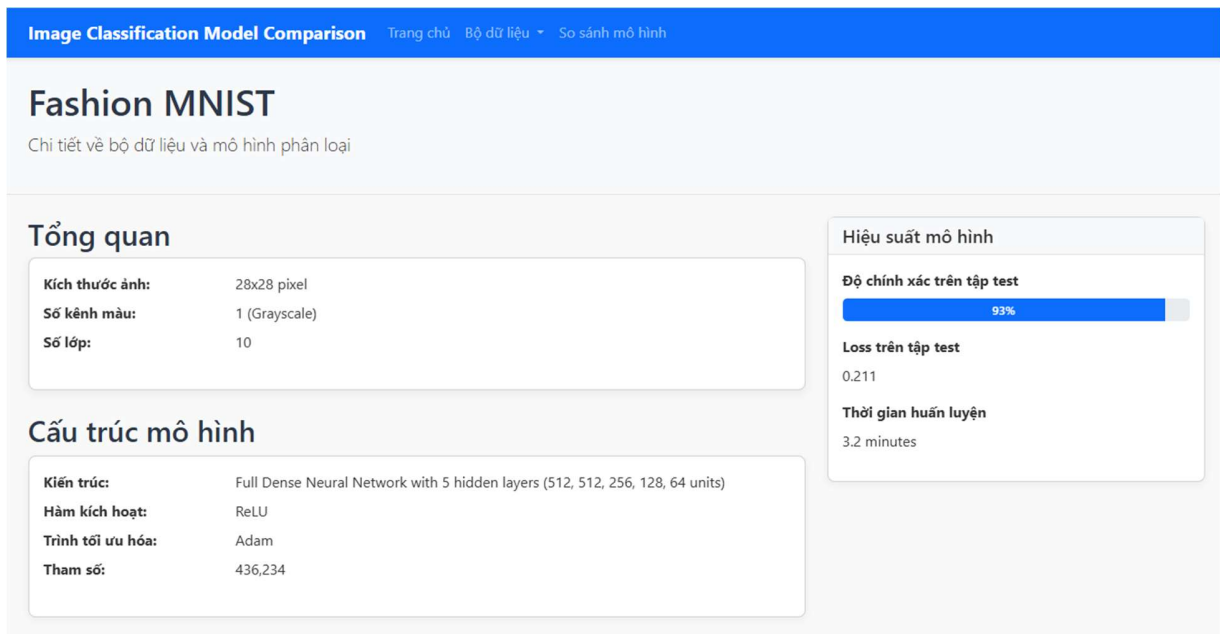 Image Classification Model Comparison Trang chủ Bộ dữ liệu So sánh mô hình
Fashion MNIST
Chi tiết về bộ dữ liệu và mô hình phân loại
Tổng quan
Kích thước ảnh: 28x28 pixel
Số kênh màu: 1 (Grayscale)
Số lớp: 10
Cấu trúc mô hình
Kiến trúc: Full Dense Neural Network with 5 hidden layers (512, 512, 256, 128, 64 units)
Hàm kích hoạt: ReLU
Trình tối ưu hóa: Adam
Tham số: 436,234
Hiệu suất mô hình
Độ chính xác trên tập test
93%
Loss trên tập test
0.211
Thời gian huấn luyện
3.2 minutes